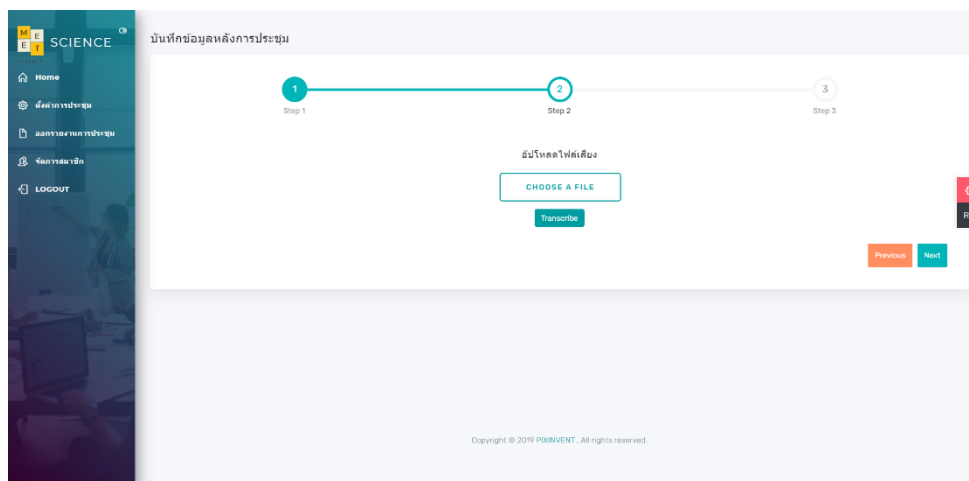 M E
E T
SCIENCE
Home
ตั้งค่าการประชุม
ออกรายงานการประชุม
จัดการสมาชิก
LOGOUT
บันทึกข้อมูลหลังการประชุม
1
2
3
Step 1
Step 2
Step 3
อัปโหลดไฟล์เสียง
CHOOSE A FILE
Transcribe
Previous
Next
R
Copyright © 2019 PIXINVENT , All rights reserved.